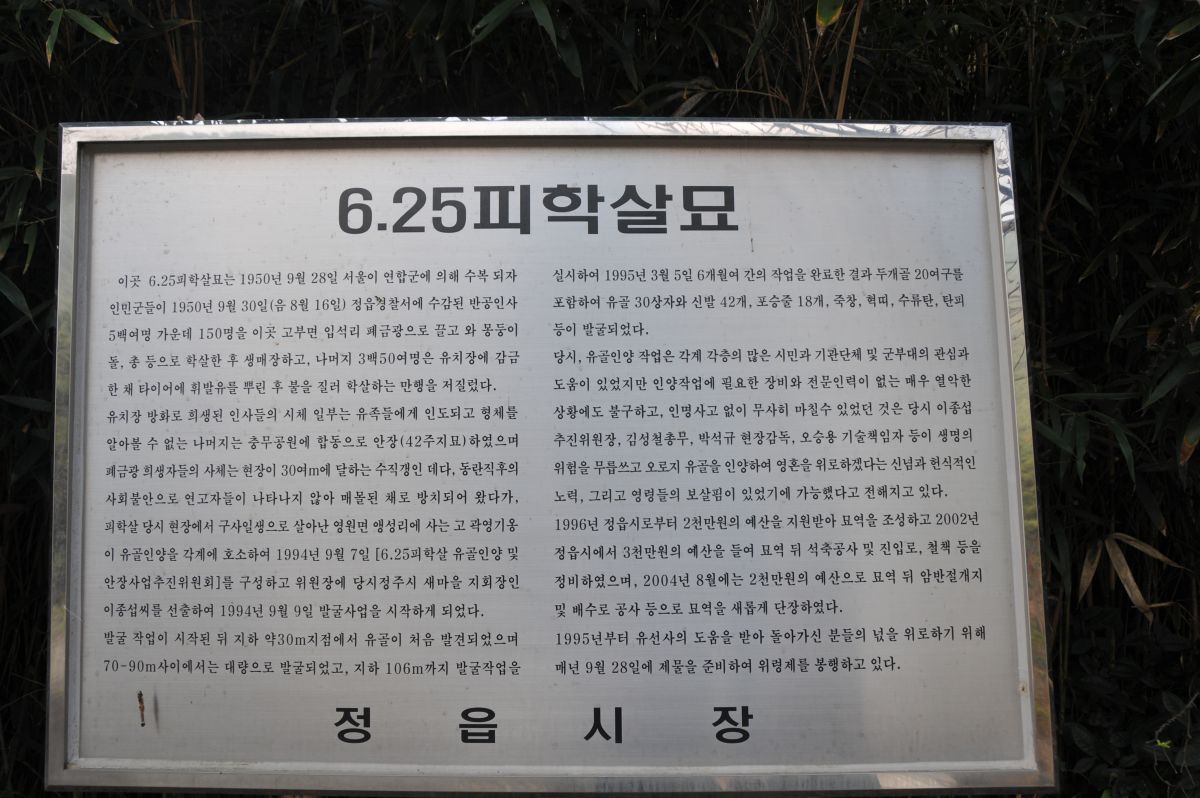 6.25피학살묘
이곳 6.25피학살묘는 1950년 9월 28일 서울이 연합군에 의해 수복 되자
인민군들이 1950년 9월 30일(음 8월 16일) 정읍경찰서에 수감된 반공인사
5백여명 가운데 150명을 이곳 고부면 입석리 폐금광으로 끌고 와 몽둥이
돌, 총 등으로 학살한 후 생매장하고, 나머지 3백50여명은 유치장에 감금
한 채 타이어에 휘발유를 뿌린 후 불을 질러 학살하는 만행을 저질렀다.
유치장 방화로 희생된 인사들의 시체 일부는 유족들에게 인도되고 형체를
알아볼 수 없는 나머지는 충무공원에 합동으로 안장(42주지묘)하였으며
폐금광 희생자들의 사체는 현장이 30여m에 달하는 수직갱인 데다, 동란직후의
사회불안으로 연고자들이 나타나지 않아 매몰된 채로 방치되어 왔다가,
피학살 당시 현장에서 구사일생으로 살아난 영원면 앵성리에 사는 고 곽영기옹
이 유골인양을 각계에 호소하여 1994년 9월 7일 [6.25피학살 유골인양 및
안장사업추진위원회]를 구성하고 위원장에 당시정주시 새마을 지회장인
이종섭씨를 선출하여 1994년 9월 9일 발굴사업을 시작하게 되었다.
발굴 작업이 시작된 뒤 지하 약30m지점에서 유골이 처음 발견되었으며
70-90m사이에서는 대량으로 발굴되었고, 지하 106m까지 발굴작업을
실시하여 1995년 3월 5일 6개월여 간의 작업을 완료한 결과 두개골 20여구를
포함하여 유골 30상자와 신발 42개, 포승줄 18개, 죽창, 혁띠, 수류탄, 탄피
등이 발굴되었다.
당시, 유골인양 작업은 각계 각층의 많은 시민과 기관단체 및 군부대의 관심과
도움이 있었지만 인양작업에 필요한 장비와 전문인력이 없는 매우 열악한
상황에도 불구하고, 인명사고 없이 무사히 마칠수 있었던 것은 당시 이종섭
추진위원장, 김성철총무, 박석규 현장감독, 오승용 기술책임자 등이 생명의
위험을 무릅쓰고 오로지 유골을 인양하여 영혼을 위로하겠다는 신념과 헌식적인
노력, 그리고 영령들의 보살핌이 있었기에 가능했다고 전해지고 있다.
1996년 정읍시로부터 2천만원의 예산을 지원받아 묘역을 조성하고 2002년
정읍시에서 3천만원의 예산을 들여 묘역 뒤 석축공사 및 진입로, 철책 등을
정비하였으며, 2004년 8월에는 2천만원의 예산으로 묘역 뒤 암반절개지
및 배수로 공사 등으로 묘역을 새롭게 단장하였다.
1995년부터 유선사의 도움을 받아 돌아가신 분들의 넋을 위로하기 위해
매년 9월 28일에 제물을 준비하여 위령제를 봉행하고 있다.
정 읍 시 장